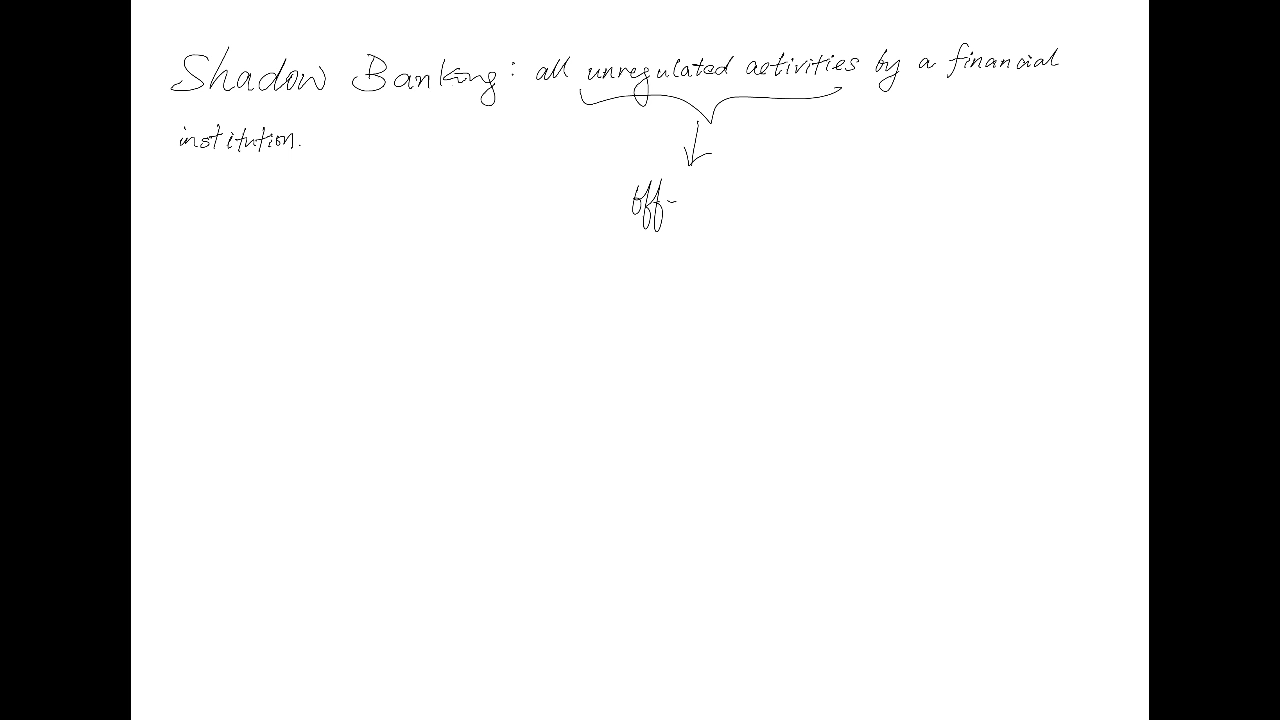 Shadow Banking: all unregulated activities by a financial
institution.
off-